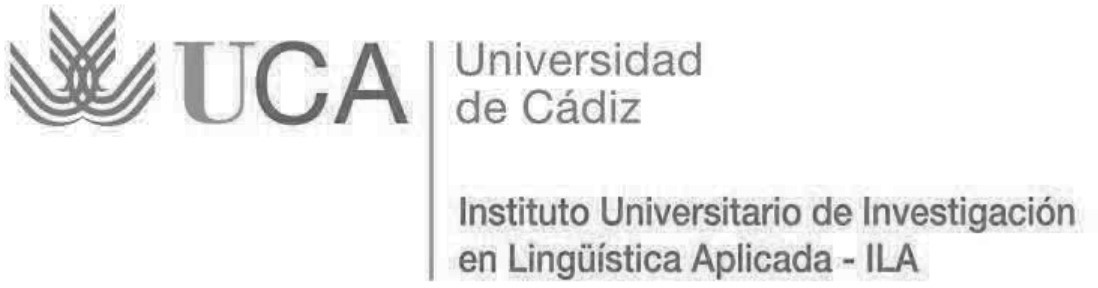 UCA
Universidad
de Cádiz
Instituto Universitario de Investigación
en Lingüística Aplicada - ILA